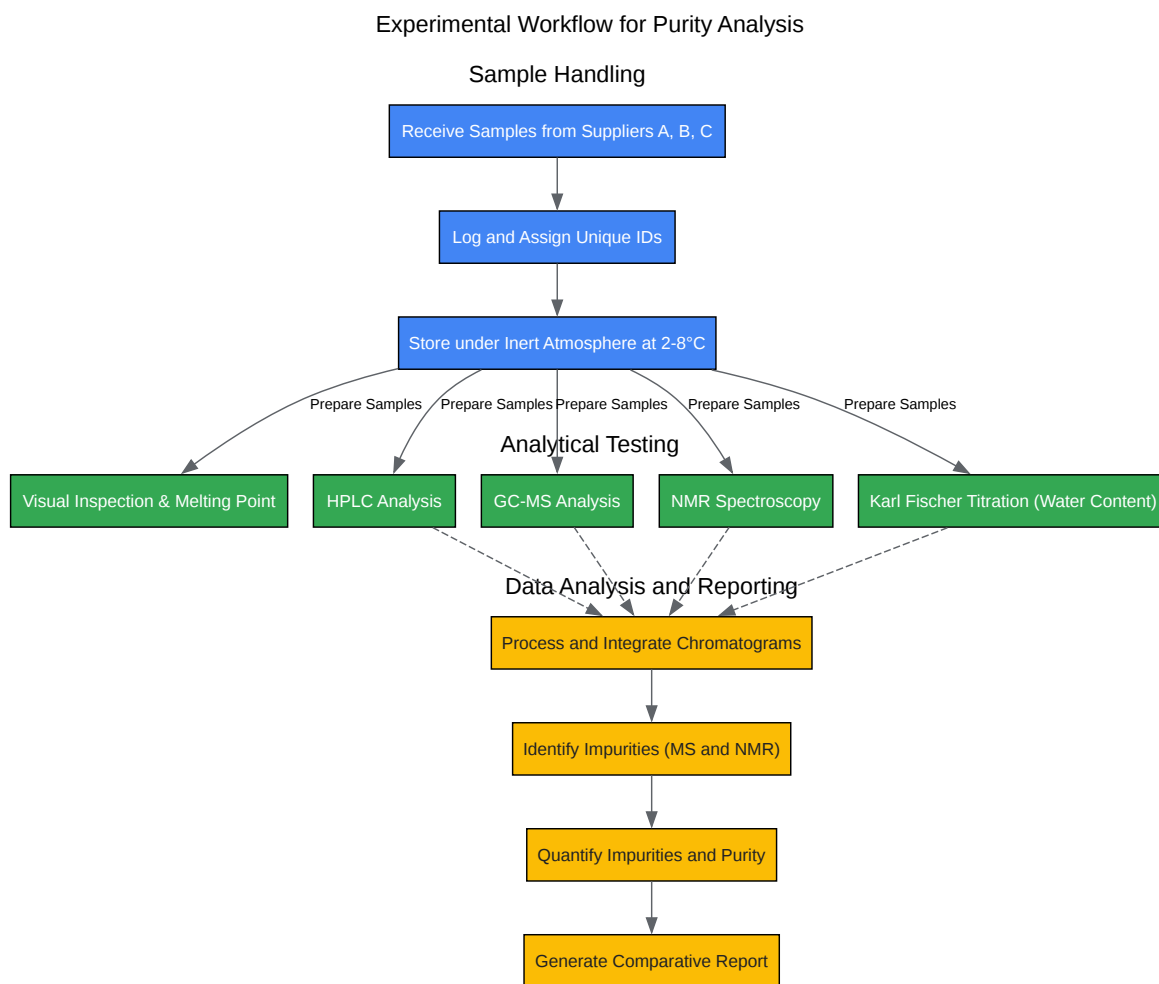 Experimental Workflow for Purity Analysis
Sample Handling
Receive Samples from Suppliers A, B, C
Log and Assign Unique IDs
Store under Inert Atmosphere at 2-8°C
Prepare Samples
Prepare Samples
Prepare Samples
Prepare Samples
Prepare Samples
Analytical Testing
Visual Inspection & Melting Point
HPLC Analysis
GC-MS Analysis
NMR Spectroscopy
Karl Fischer Titration (Water Content)
Data Analysis and Reporting
Process and Integrate Chromatograms
Identify Impurities (MS and NMR)
Quantify Impurities and Purity
Generate Comparative Report